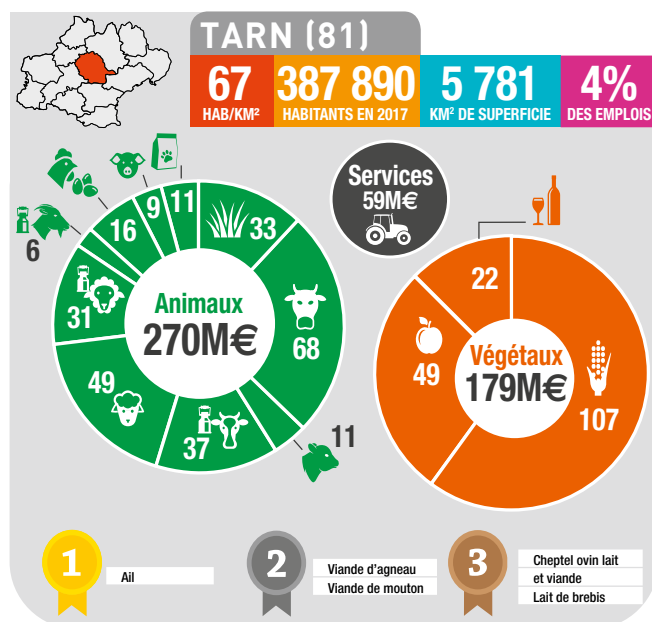 TARN (81)
67
HAB/KM²
387 890
HABITANTS EN 2017
5 781
KM² DE SUPERFICIE
4%
DES EMPLOIS
Services
59M€
6
16
9
11
33
31
Animaux
270M€
68
49
37
11
22
49
Végétaux
179M€
107
1
Ail
2
Viande d'agneau
Viande de mouton
3
Cheptel ovin lait
et viande
Lait de brebis